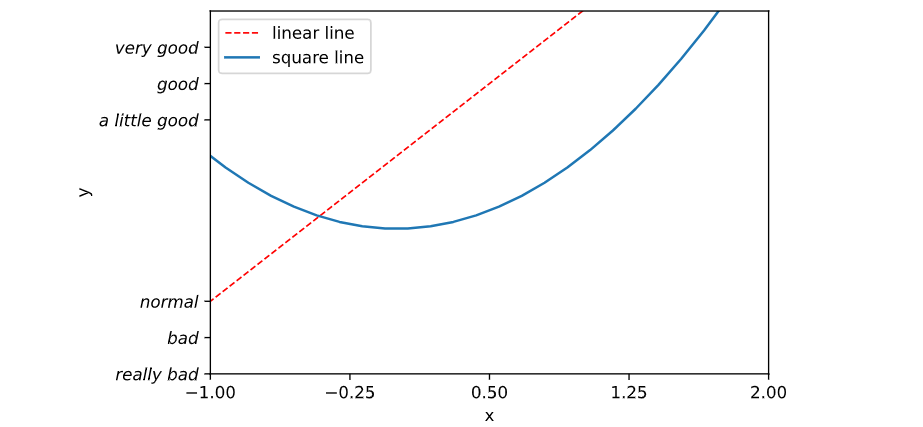 linear line
square line
very good
good
a little good
y
normal
bad
really bad
−1.00
−0.25
0.50
1.25
2.00
x